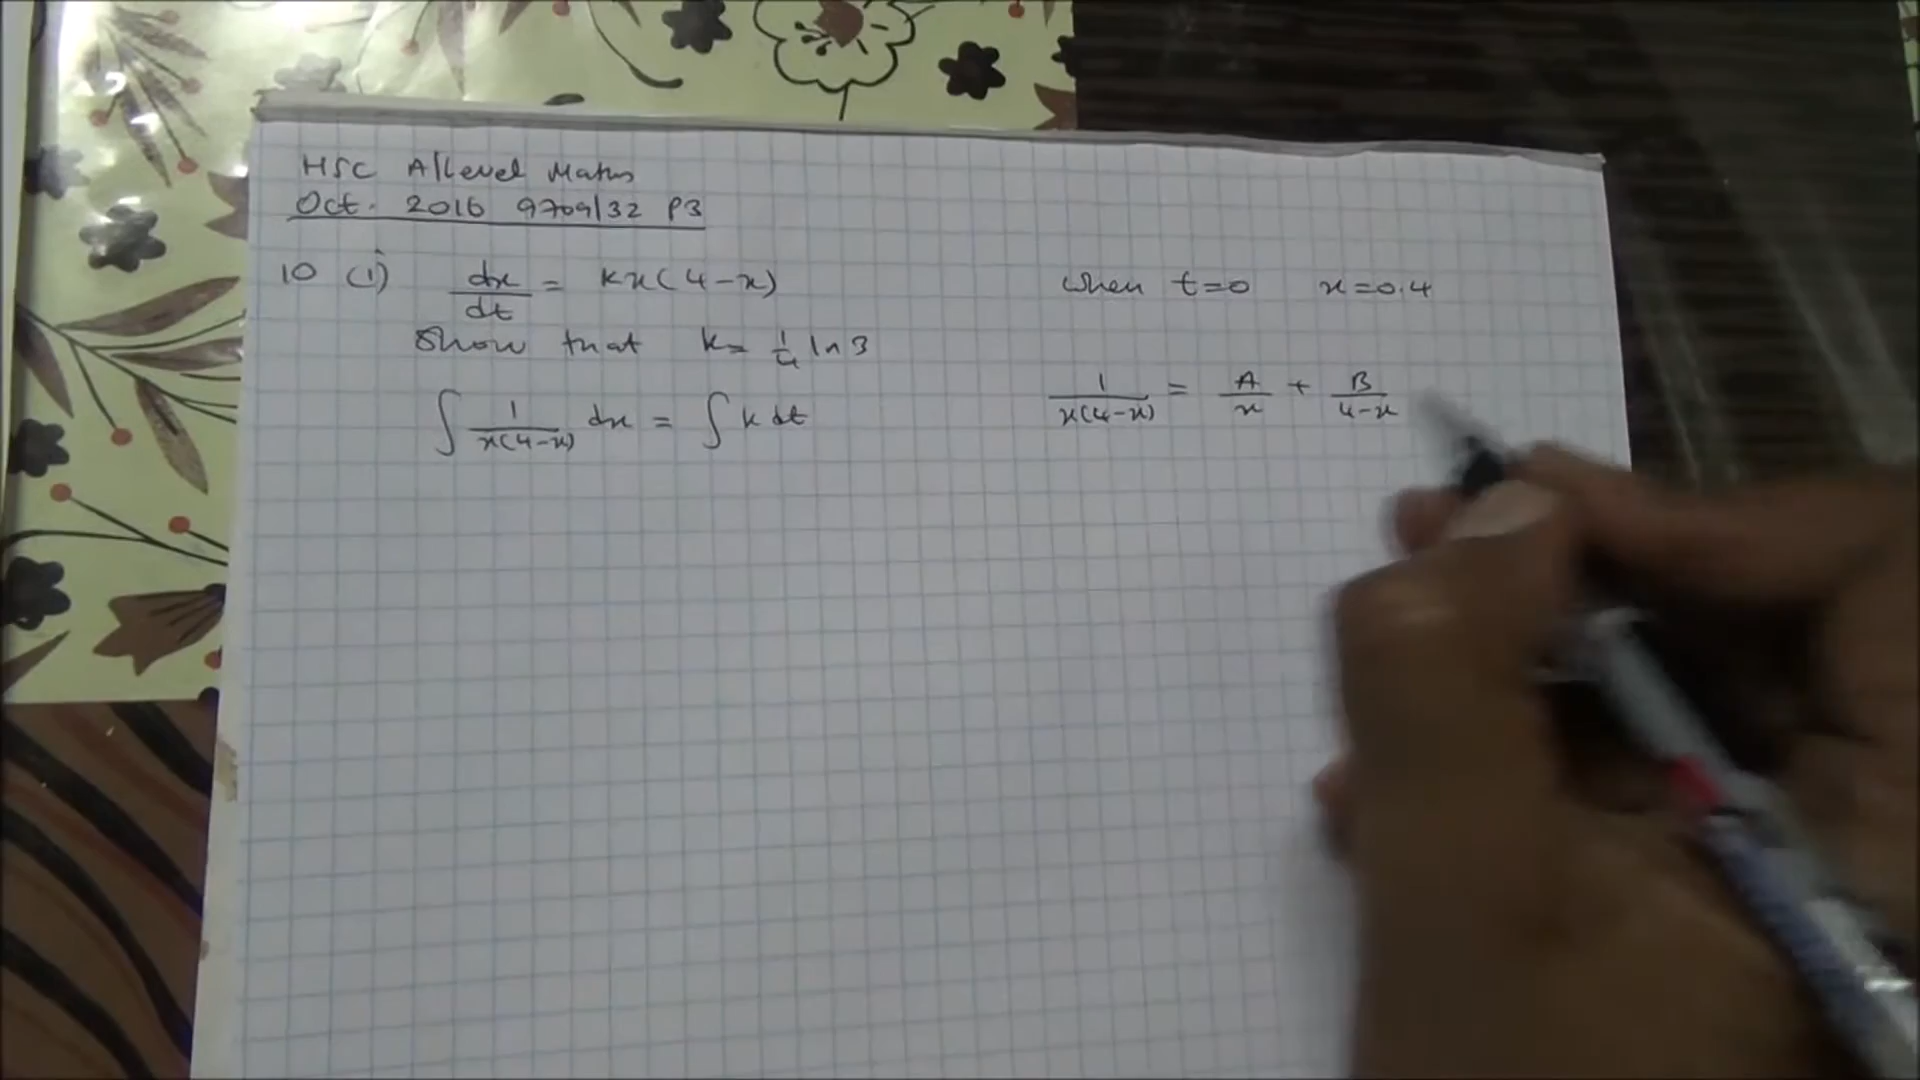 HSC A/Level Maths
Oct. 2016 9709/32 P3
10 (i) dx/dt = kx(4-x) when t=0 x=0.4
Show that k= 1/4 ln 3
∫ 1/x(4-x) dx = ∫ k dt 1/x(4-x) = A/x + B/4-x